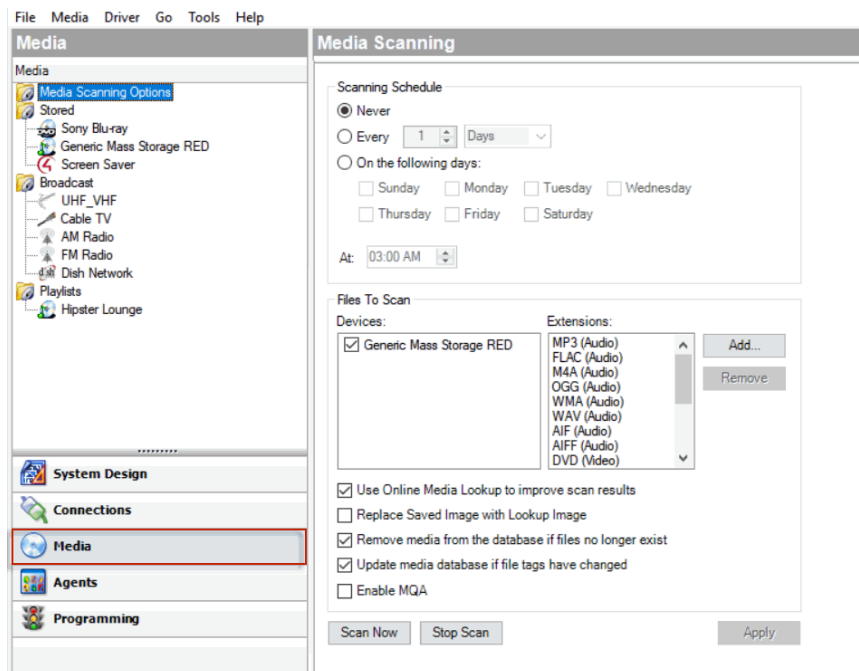 File Media Driver Go Tools Help
Media
Media
Media Scanning Options
Stored
Sony Blu-ray
Generic Mass Storage RED
Screen Saver
Broadcast
UHF_VHF
Cable TV
AM Radio
FM Radio
dish Dish Network
Playlists
Hipster Lounge
System Design
Connections
Media
Agents
Programming
Media Scanning
Scanning Schedule
Never
Every 1 Days
On the following days:
Sunday Monday Tuesday Wednesday
Thursday Friday Saturday
At: 03:00 AM
Files To Scan
Devices: Extensions:
Generic Mass Storage RED
MP3 (Audio)
FLAC (Audio)
M4A (Audio)
OGG (Audio)
WMA (Audio)
WAV (Audio)
AIF (Audio)
AIFF (Audio)
DVD (Video)
Add...
Remove
Use Online Media Lookup to improve scan results
Replace Saved Image with Lookup Image
Remove media from the database if files no longer exist
Update media database if file tags have changed
Enable MQA
Scan Now Stop Scan Apply